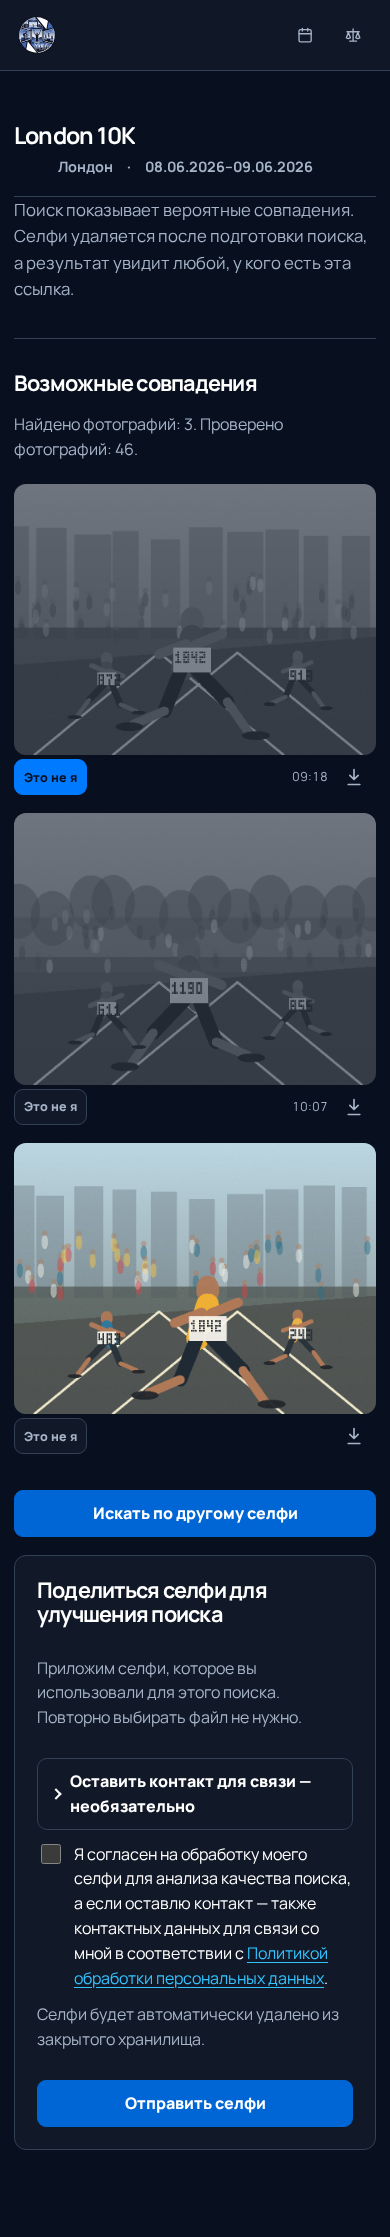 London 10K
Лондон · 08.06.2026–09.06.2026
Поиск показывает вероятные совпадения.
Селфи удаляется после подготовки поиска,
а результат увидит любой, у кого есть эта
ссылка.
Возможные совпадения
Найдено фотографий: 3. Проверено
фотографий: 46.
1842
913
Это не я
09:18
1190
Это не я
10:07
1842
Это не я
Искать по другому селфи
Поделиться селфи для
улучшения поиска
Приложим селфи, которое вы
использовали для этого поиска.
Повторно выбирать файл не нужно.
Оставить контакт для связи —
необязательно
Я согласен на обработку моего
селфи для анализа качества поиска,
а если оставлю контакт — также
контактных данных для связи со
мной в соответствии с Политикой
обработки персональных данных.
Селфи будет автоматически удалено из
закрытого хранилища.
Отправить селфи